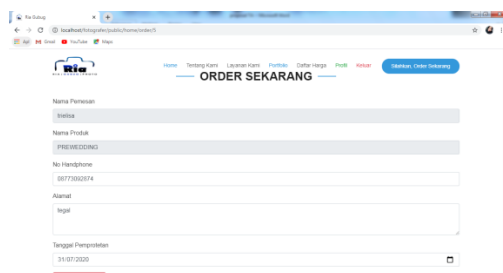 Ria Gubug
localhost/fotografer/public/home/order/5
Gmail YouTube Maps
Ria
Home Tentang Kami Layanan Kami Portfolio Daftar Harga Profil Keluar Silahkan, Order Sekarang
ORDER SEKARANG
Nama Pemesan
trielisa
Nama Produk
PREWEDDING
No Handphone
08773092074
Alamat
tegal
Tanggal Pemprotetan
31/07/2020